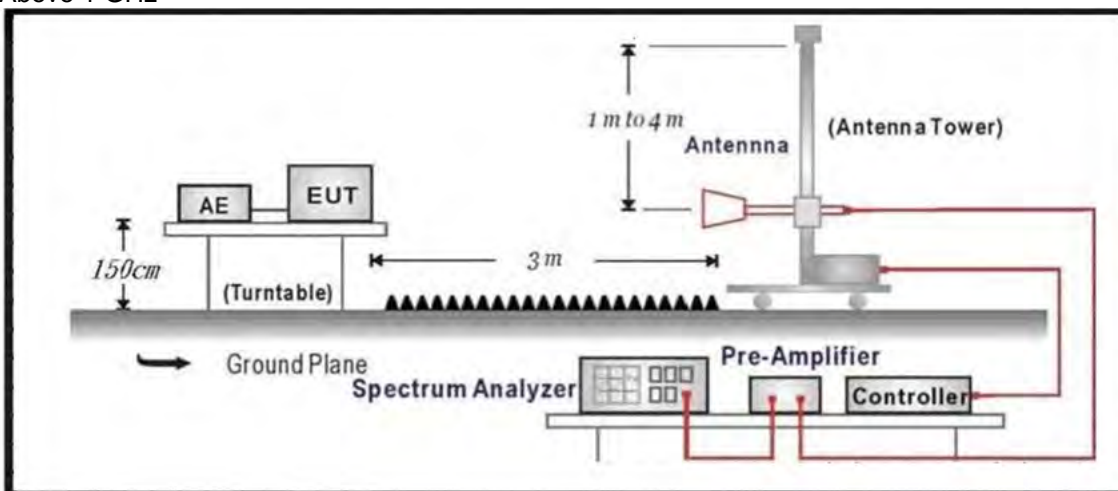 Above 1 GHz
1 m to 4 m
Antennna
(Antenna Tower)
AE
EUT
150cm
3 m
(Turntable)
Ground Plane
Pre-Amplifier
Spectrum Analyzer
Controller